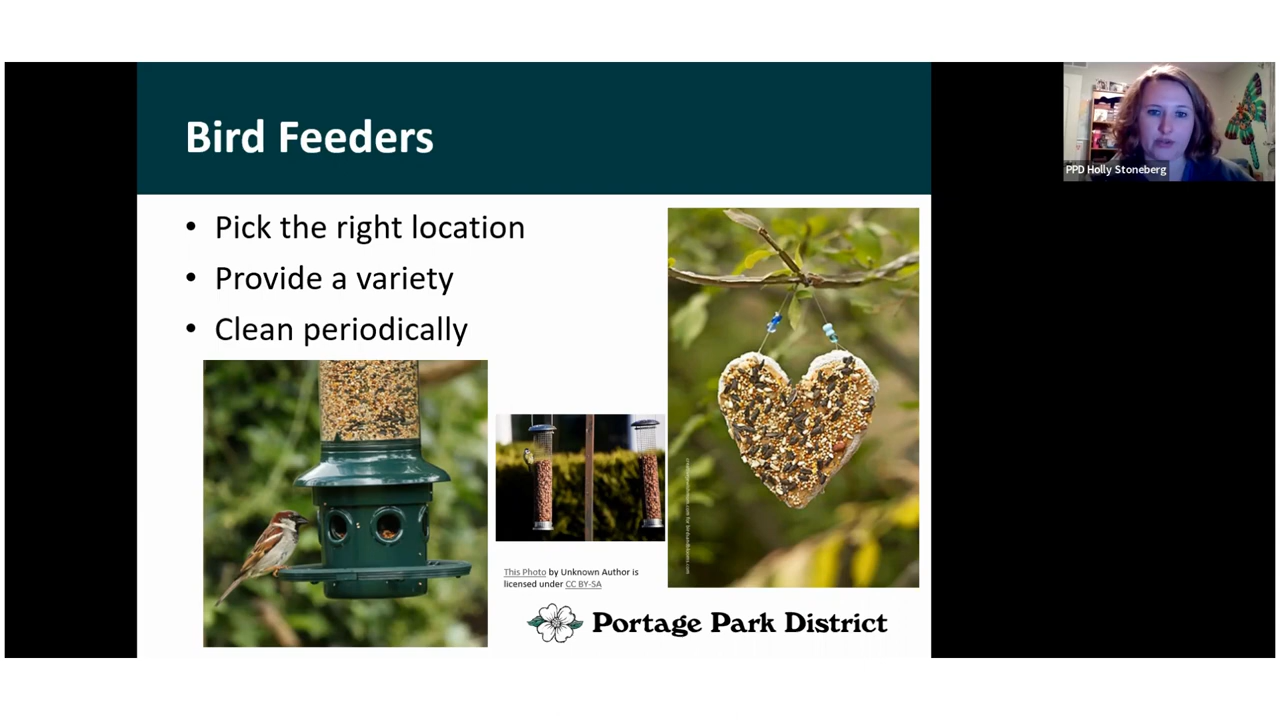 Bird Feeders
PPD Holly Stoneberg
• Pick the right location
• Provide a variety
• Clean periodically
This Photo by Unknown Author is
licensed under CC BY-SA
Portage Park District